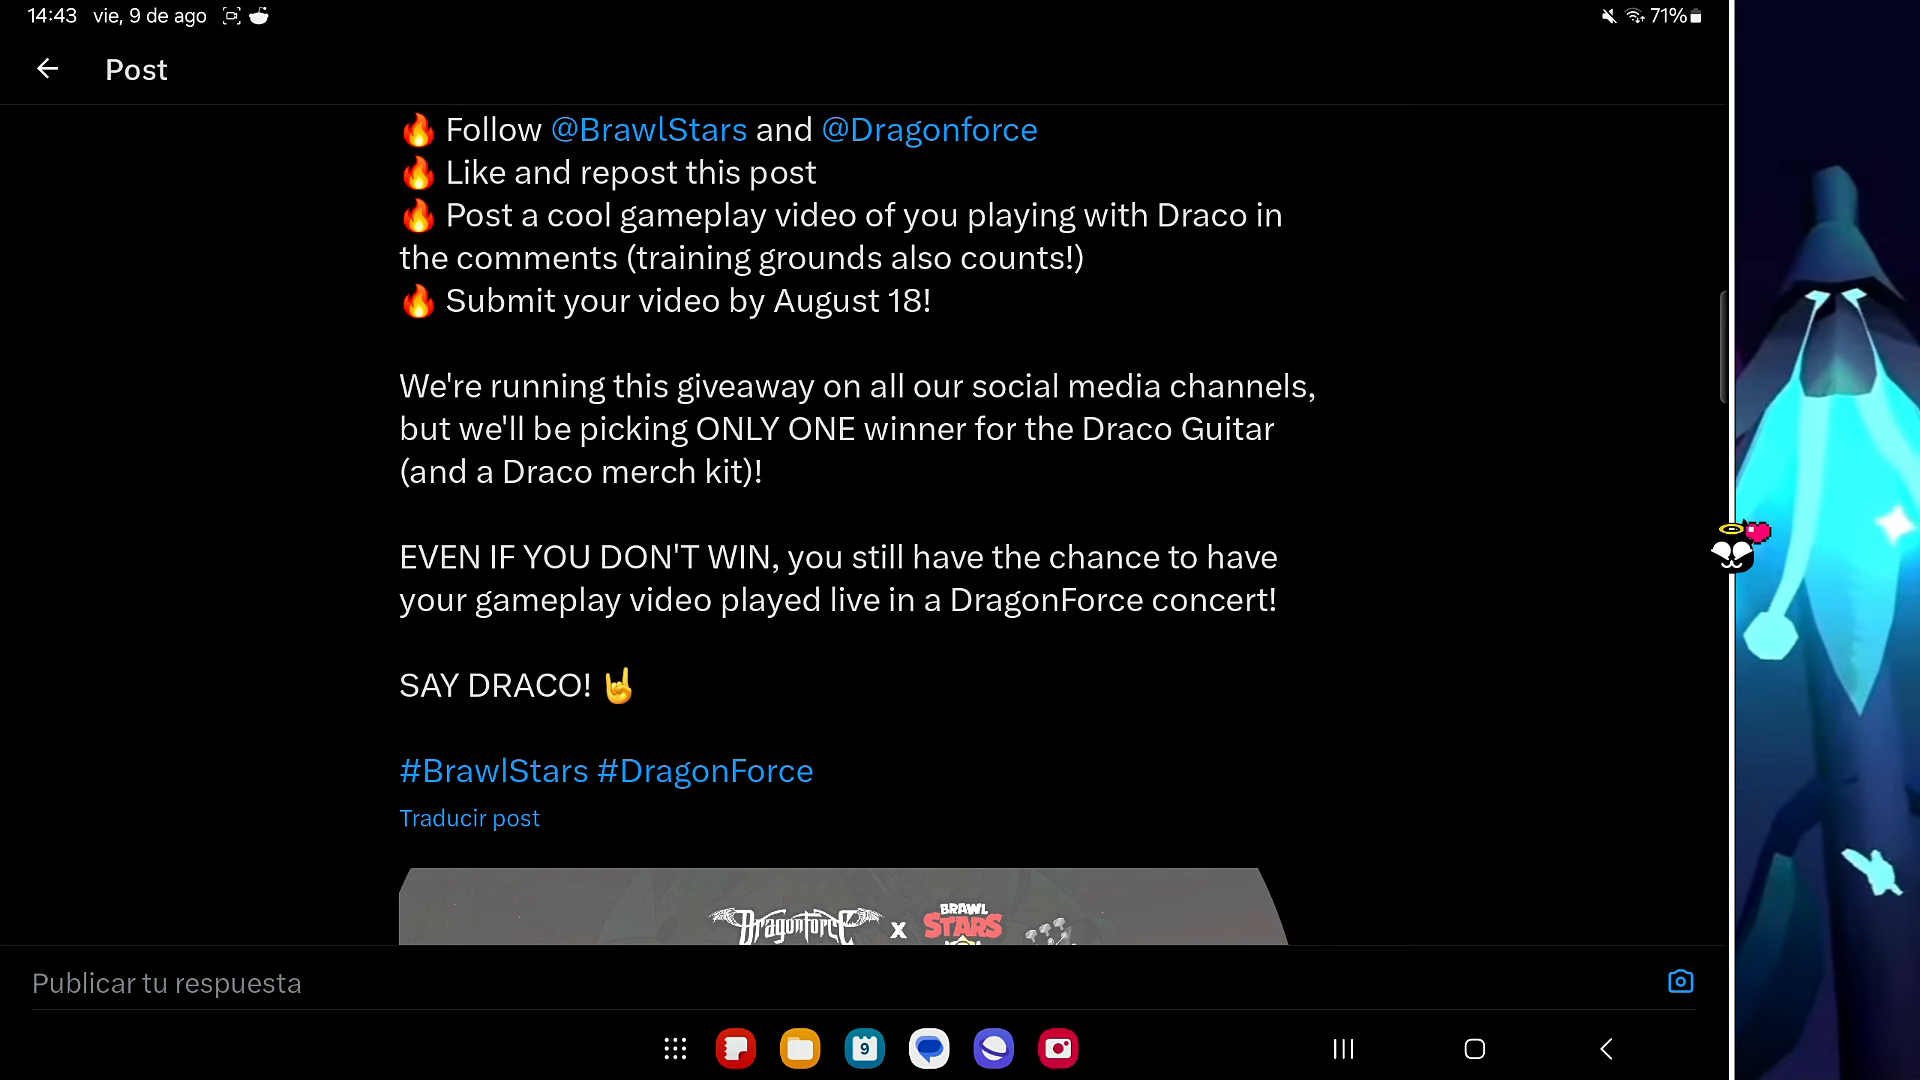 14:43 vie, 9 de ago 71%
Post
🔥 Follow @BrawlStars and @Dragonforce
🔥 Like and repost this post
🔥 Post a cool gameplay video of you playing with Draco in
the comments (training grounds also counts!)
🔥 Submit your video by August 18!
We're running this giveaway on all our social media channels,
but we'll be picking ONLY ONE winner for the Draco Guitar
(and a Draco merch kit)!
EVEN IF YOU DON'T WIN, you still have the chance to have
your gameplay video played live in a DragonForce concert!
SAY DRACO! 🤘
#BrawlStars #DragonForce
Traducir post
DragonForce x BRAWL STARS
Publicar tu respuesta
9